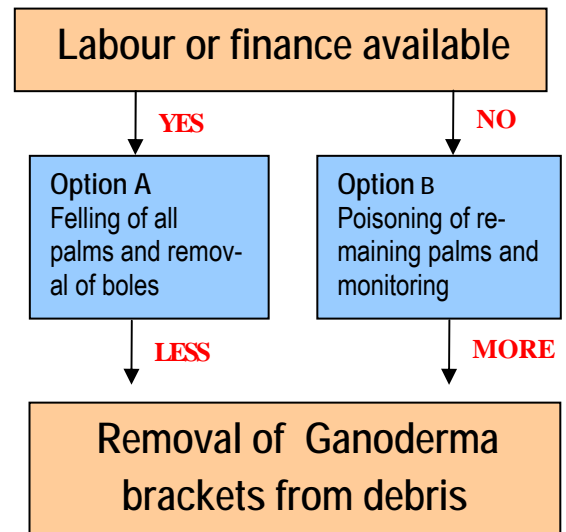 Labour or finance available
YES
NO
Option A
Felling of all
palms and remov-
al of boles
Option B
Poisoning of re-
maining palms and
monitoring
LESS
MORE
Removal of Ganoderma
brackets from debris